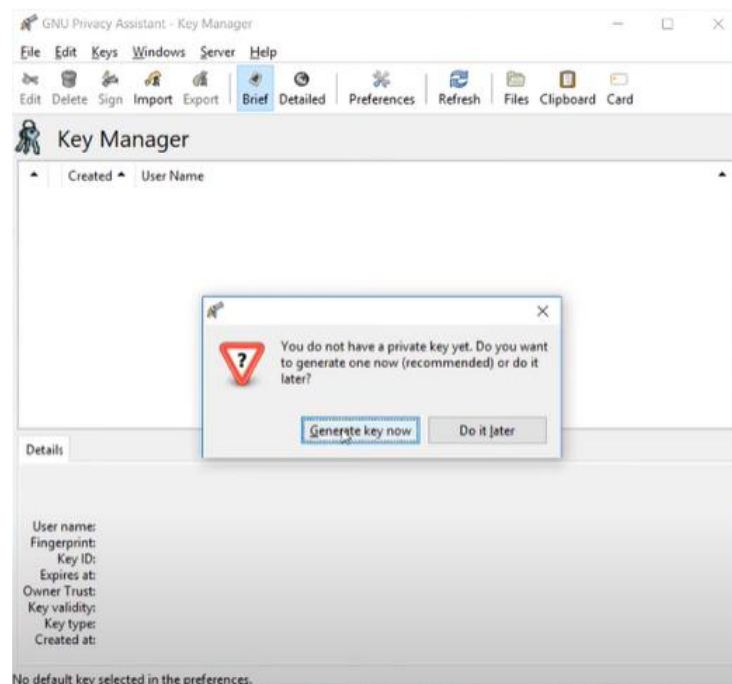 GNU Privacy Assistant - Key Manager
File Edit Keys Windows Server Help
Edit Delete Sign Import Export Brief Detailed Preferences Refresh Files Clipboard Card
Key Manager
Created User Name
You do not have a private key yet. Do you want
to generate one now (recommended) or do it
later?
Generate key now Do it later
Details
User name:
Fingerprint:
Key ID:
Expires at:
Owner Trust:
Key validity:
Key type:
Created at:
No default key selected in the preferences.